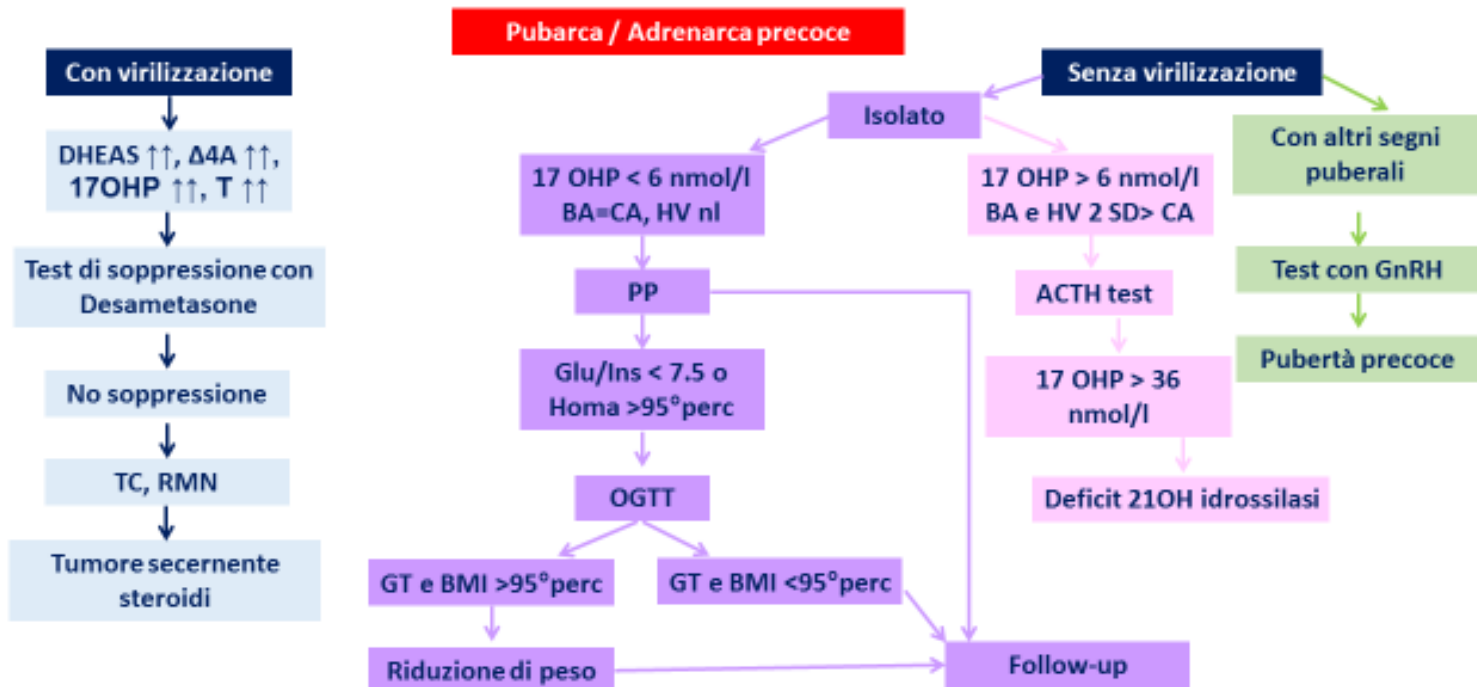 Pubarca / Adrenarca precoce
Con virilizzazione
DHEAS ↑↑, Δ4A ↑↑,
17OHP ↑↑, T ↑↑
Test di soppressione con
Desametasone
No soppressione
TC, RMN
Tumore secernente
steroidi
Senza virilizzazione
Isolato
17 OHP < 6 nmol/l
BA=CA, HV nl
PP
Glu/Ins < 7.5 o
Homa >95°perc
OGTT
GT e BMI >95°perc
GT e BMI <95°perc
Riduzione di peso
Follow-up
17 OHP > 6 nmol/l
BA e HV 2 SD> CA
ACTH test
17 OHP > 36
nmol/l
Deficit 21OH idrossilasi
Con altri segni
puberali
Test con GnRH
Pubertà precoce